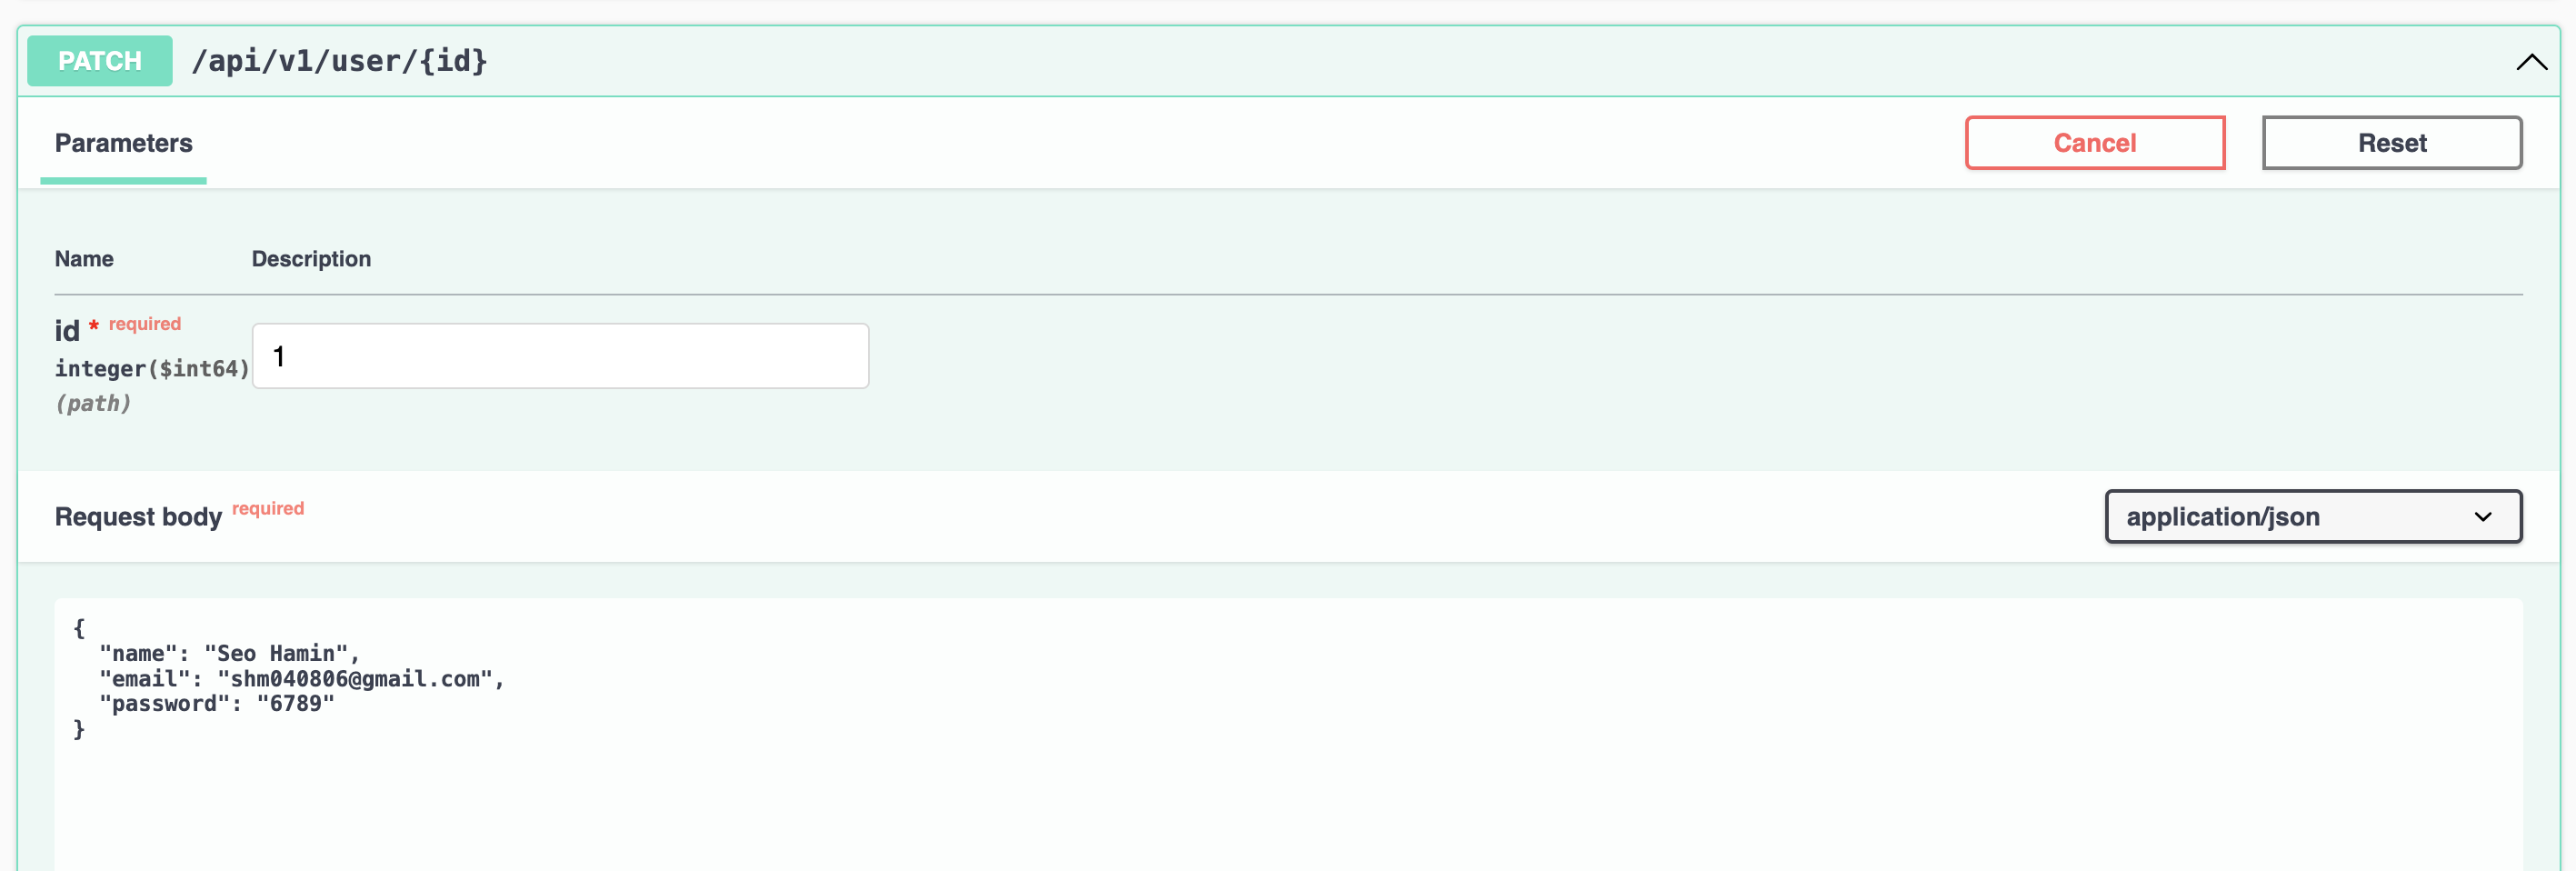 PATCH /api/v1/user/{id}
Parameters Cancel Reset
Name Description
id * required
integer($int64)
(path)
1
Request body required application/json
{
  "name": "Seo Hamin",
  "email": "shm040806@gmail.com",
  "password": "6789"
}